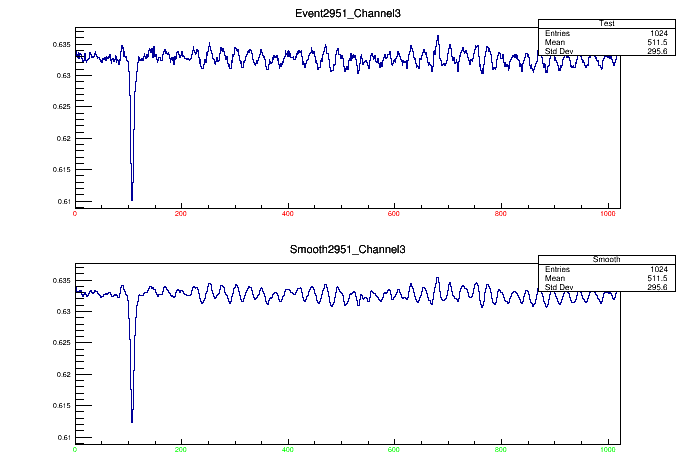 Event2951_Channel3
Test
Entries 1024
Mean 511.5
Std Dev 295.6
0.635
0.63
0.625
0.62
0.615
0.61
0 200 400 600 800 1000
Smooth2951_Channel3
Smooth
Entries 1024
Mean 511.5
Std Dev 295.6
0.635
0.63
0.625
0.62
0.615
0.61
0 200 400 600 800 1000